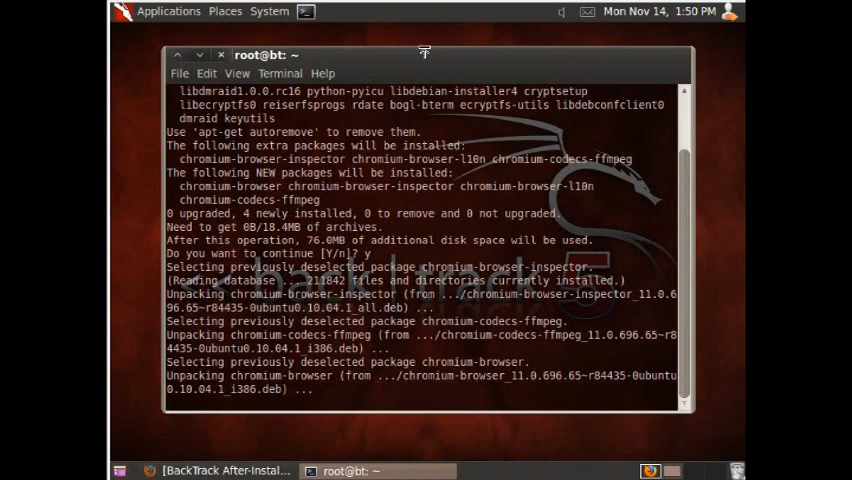 Applications Places System
Mon Nov 14, 1:50 PM
root@bt: ~
File Edit View Terminal Help
libdmraid1.0.0.rc16 python-pyicu libdebian-installer4 cryptsetup
libecryptfs0 reiserfsprogs rdate bogl-bterm ecryptfs-utils libdebconfclient0
dmraid keyutils
Use 'apt-get autoremove' to remove them.
The following extra packages will be installed:
chromium-browser-inspector chromium-browser-l10n chromium-codecs-ffmpeg
The following NEW packages will be installed:
chromium-browser chromium-browser-inspector chromium-browser-l10n
chromium-codecs-ffmpeg
0 upgraded, 4 newly installed, 0 to remove and 0 not upgraded.
Need to get 0B/18.4MB of archives.
After this operation, 76.0MB of additional disk space will be used.
Do you want to continue [Y/n]? y
Selecting previously deselected package chromium-browser-inspector.
(Reading database ... 211842 files and directories currently installed.)
Unpacking chromium-browser-inspector (from .../chromium-browser-inspector_11.0.6
96.65~r84435-0ubuntu0.10.04.1_all.deb) ...
Selecting previously deselected package chromium-codecs-ffmpeg.
Unpacking chromium-codecs-ffmpeg (from .../chromium-codecs-ffmpeg_11.0.696.65~r8
4435-0ubuntu0.10.04.1_i386.deb) ...
Selecting previously deselected package chromium-browser.
Unpacking chromium-browser (from .../chromium-browser_11.0.696.65~r84435-0ubuntu
0.10.04.1_i386.deb) ...
<< back | track 5
[BackTrack After-Instal... root@bt: ~